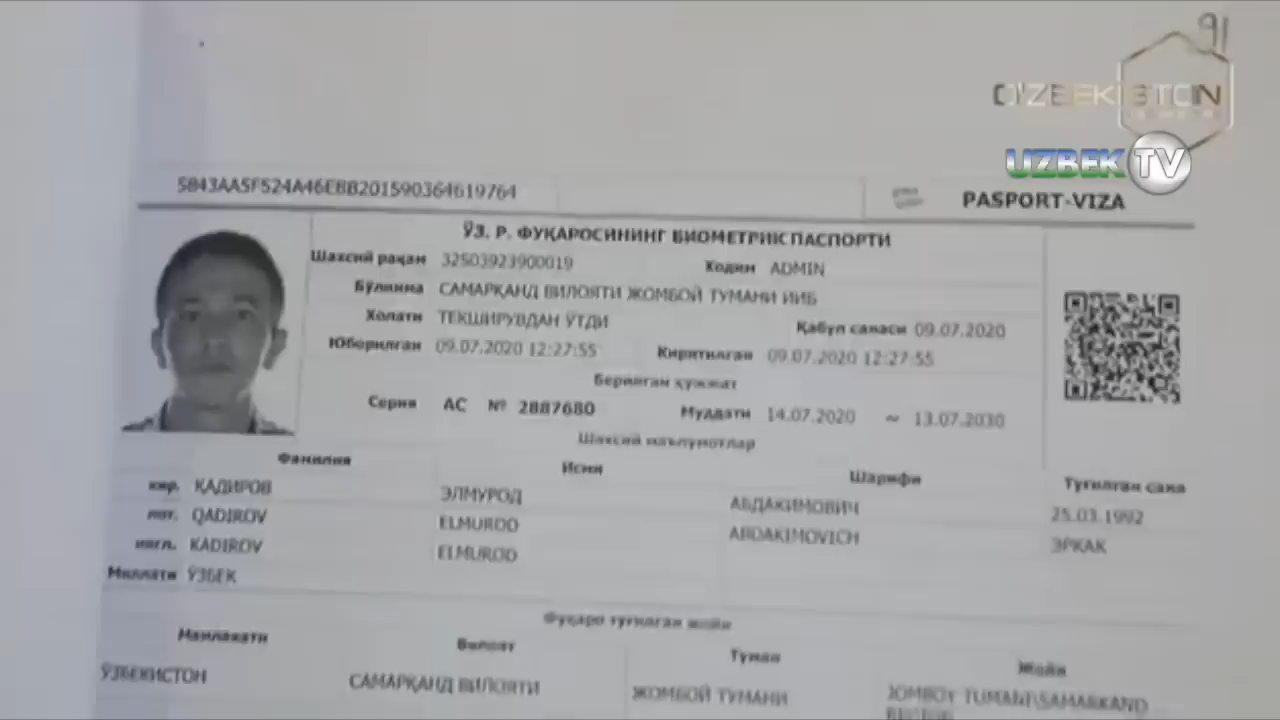 91
O'ZBEKISTON
UZBEK TV
5843AA5F524A46EBB201590364619764
PASPORT-VIZA
ЎЗ. Р. ФУҚАРОСИНИНГ БИОМЕТРИК ПАСПОРТИ
Шахсий рақам 32503923900019 Ходим ADMIN
Бўлинма САМАРҚАНД ВИЛОЯТИ ЖОМБОЙ ТУМАНИ ИИБ
Холати ТЕКШИРУВДАН ЎТДИ Қабул санаси 09.07.2020
Юборилган 09.07.2020 12:27:55 Киритилган 09.07.2020 12:27:55
Берилган ҳужжат
Серия АС № 2887680 Муддати 14.07.2020 ~ 13.07.2030
Шахсий маълумотлар
Фамилия Исми Шарифи Туғилган сана
кир. ҚАДИРОВ ЭЛМУРОД АБДАКИМОВИЧ 25.03.1992
лот. QADIROV ELMUROD ABDAKIMOVICH ЭРКАК
ингл. KADIROV ELMUROD
Миллати ЎЗБЕК
Фуқаро туғилган жойи
Мамлакати Вилоят Туман Жойи
ЎЗБЕКИСТОН САМАРҚАНД ВИЛОЯТИ ЖОМБОЙ ТУМАНИ JOMBOY TUMANI\SAMARKAND